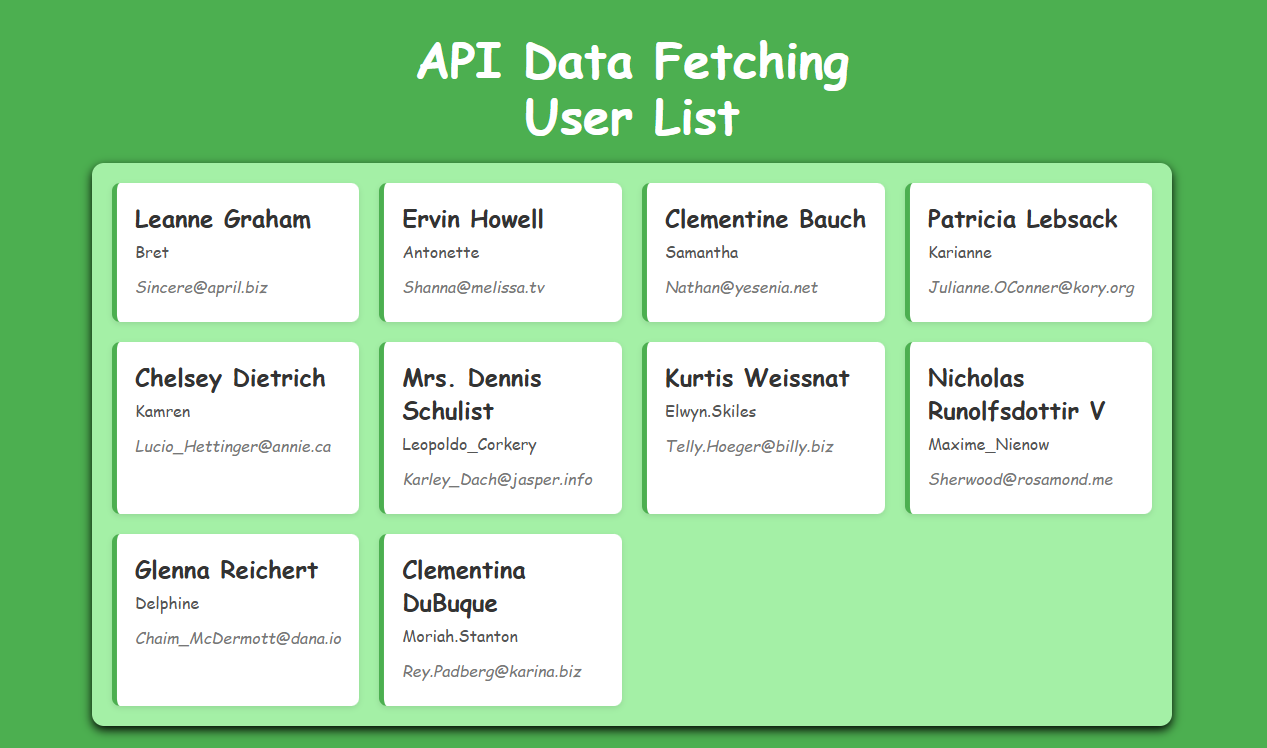 API Data Fetching
User List
Leanne Graham
Bret
Sincere@april.biz
Ervin Howell
Antonette
Shanna@melissa.tv
Clementine Bauch
Samantha
Nathan@yesenia.net
Patricia Lebsack
Karianne
Julianne.OConner@kory.org
Chelsey Dietrich
Kamren
Lucio_Hettinger@annie.ca
Mrs. Dennis
Schulist
Leopoldo_Corkery
Karley_Dach@jasper.info
Kurtis Weissnat
Elwyn.Skiles
Telly.Hoeger@billy.biz
Nicholas
Runolfsdottir V
Maxime_Nienow
Sherwood@rosamond.me
Glenna Reichert
Delphine
Chaim_McDermott@dana.io
Clementina
DuBuque
Moriah.Stanton
Rey.Padberg@karina.biz